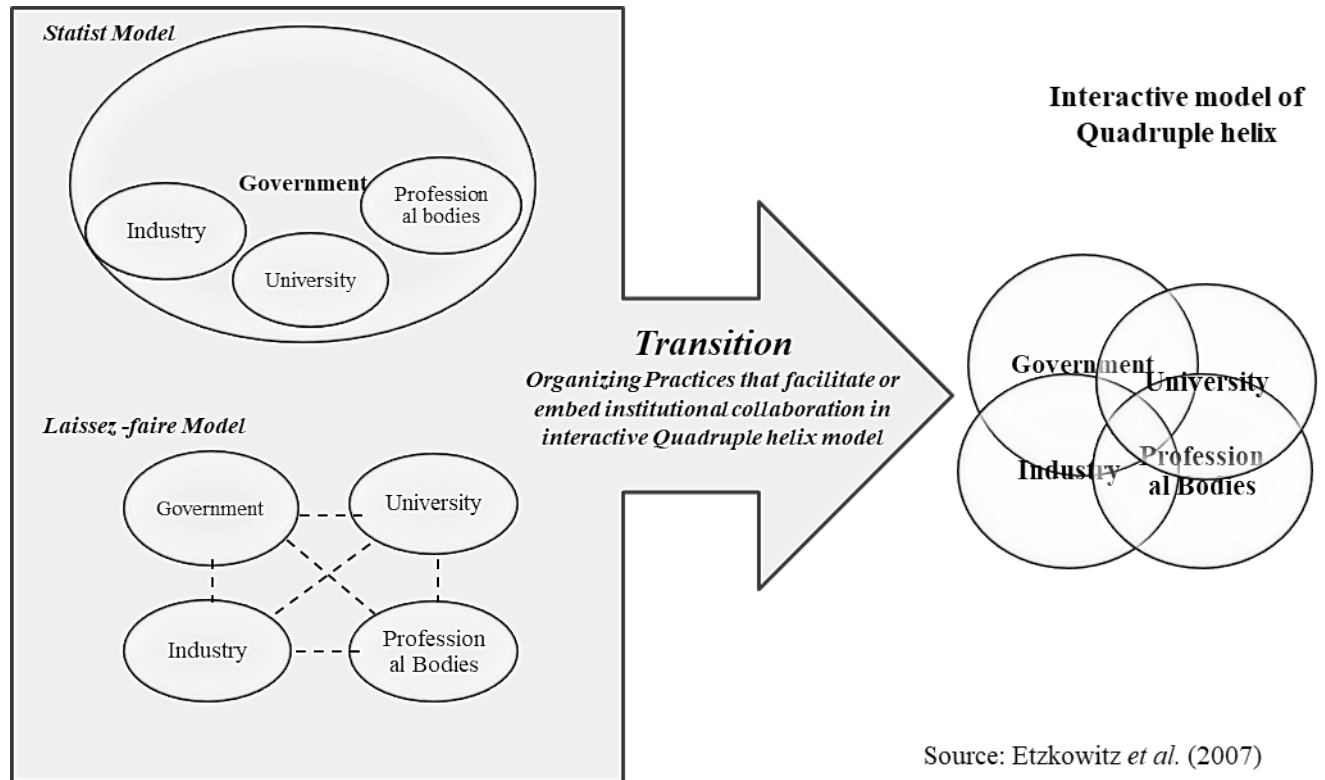 Statist Model
Government
Industry
Profession
al bodies
University
Laissez -faire Model
Government
University
Industry
Profession
al Bodies
Transition
Organizing Practices that facilitate or
embed institutional collaboration in
interactive Quadruple helix model
Interactive model of
Quadruple helix
Government
University
Industry
Profession
al Bodies
Source: Etzkowitz et al. (2007)